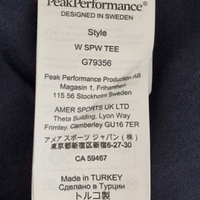 PeakPerformance®
DESIGNED IN SWEDEN
Style
W SPW TEE
G79356
Peak Performance Production AB
Magasin 1, Frihamnen
115 56 Stockholm Sweden
AMER SPORTS UK LTD
Theta Building, Lyon Way
Frimley, Camberley GU16 7ER
アメア スポーツ ジャパン (株)
東京都新宿区新宿6-27-30
CA 59467
Made in TURKEY
Сделано в Турции
トルコ製